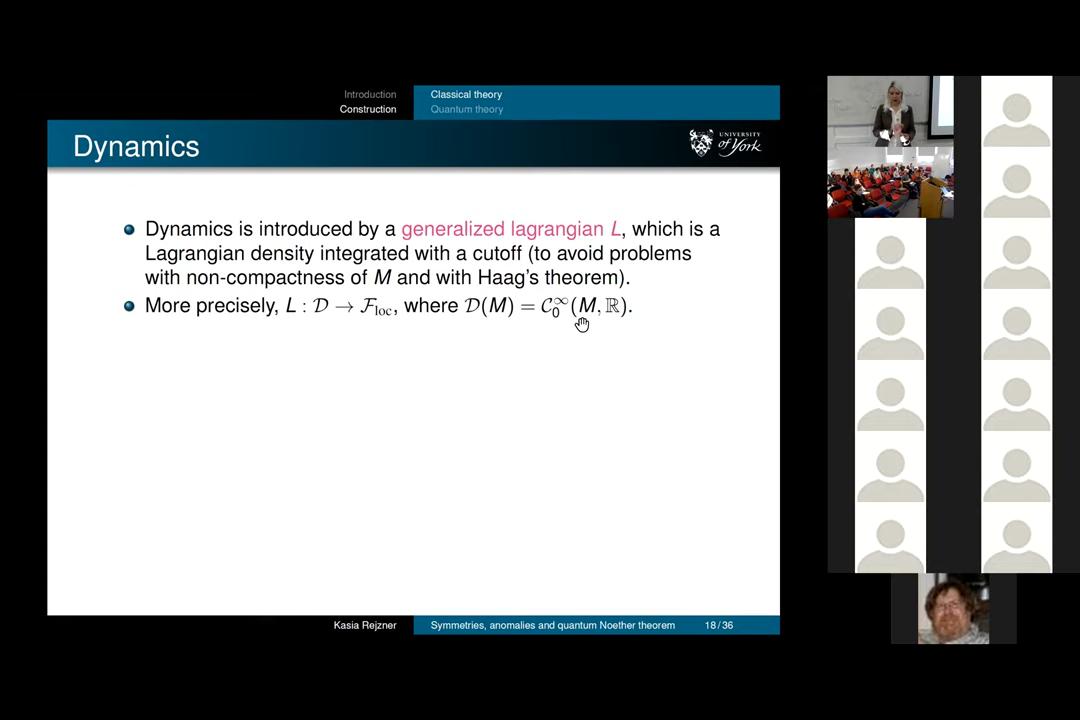 Introduction
Construction
Classical theory
Quantum theory
Dynamics
UNIVERSITY
of York
Dynamics is introduced by a generalized lagrangian L, which is a
Lagrangian density integrated with a cutoff (to avoid problems
with non-compactness of M and with Haag's theorem).
More precisely, L : 𝒟 → ℱ_loc, where 𝒟(M) = 𝒞₀^∞(M, ℝ).
Kasia Rejzner
Symmetries, anomalies and quantum Noether theorem
18 / 36